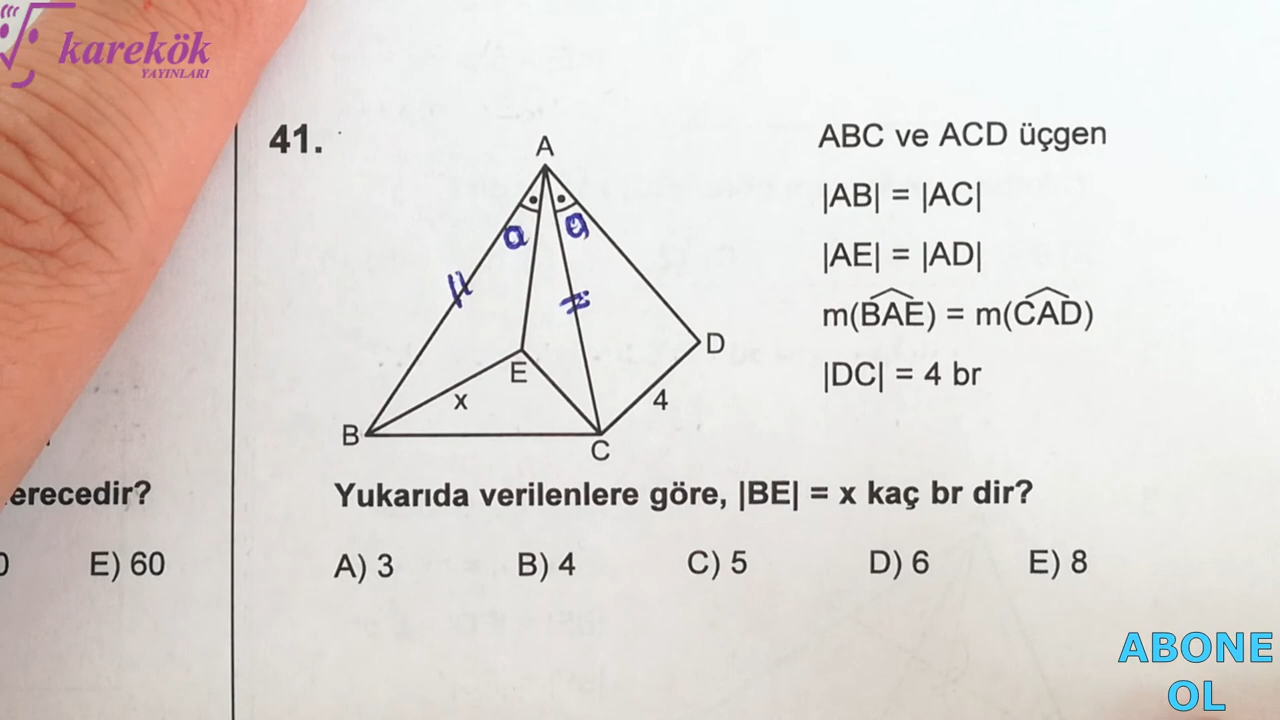 karekök
YAYINLARI
41.
ABC ve ACD üçgen
|AB| = |AC|
|AE| = |AD|
m(BAE) = m(CAD)
|DC| = 4 br
A
a
a
D
E
x
4
B
C
erecedir?
Yukarıda verilenlere göre, |BE| = x kaç br dir?
0 E) 60
A) 3 B) 4 C) 5 D) 6 E) 8
ABONE
OL